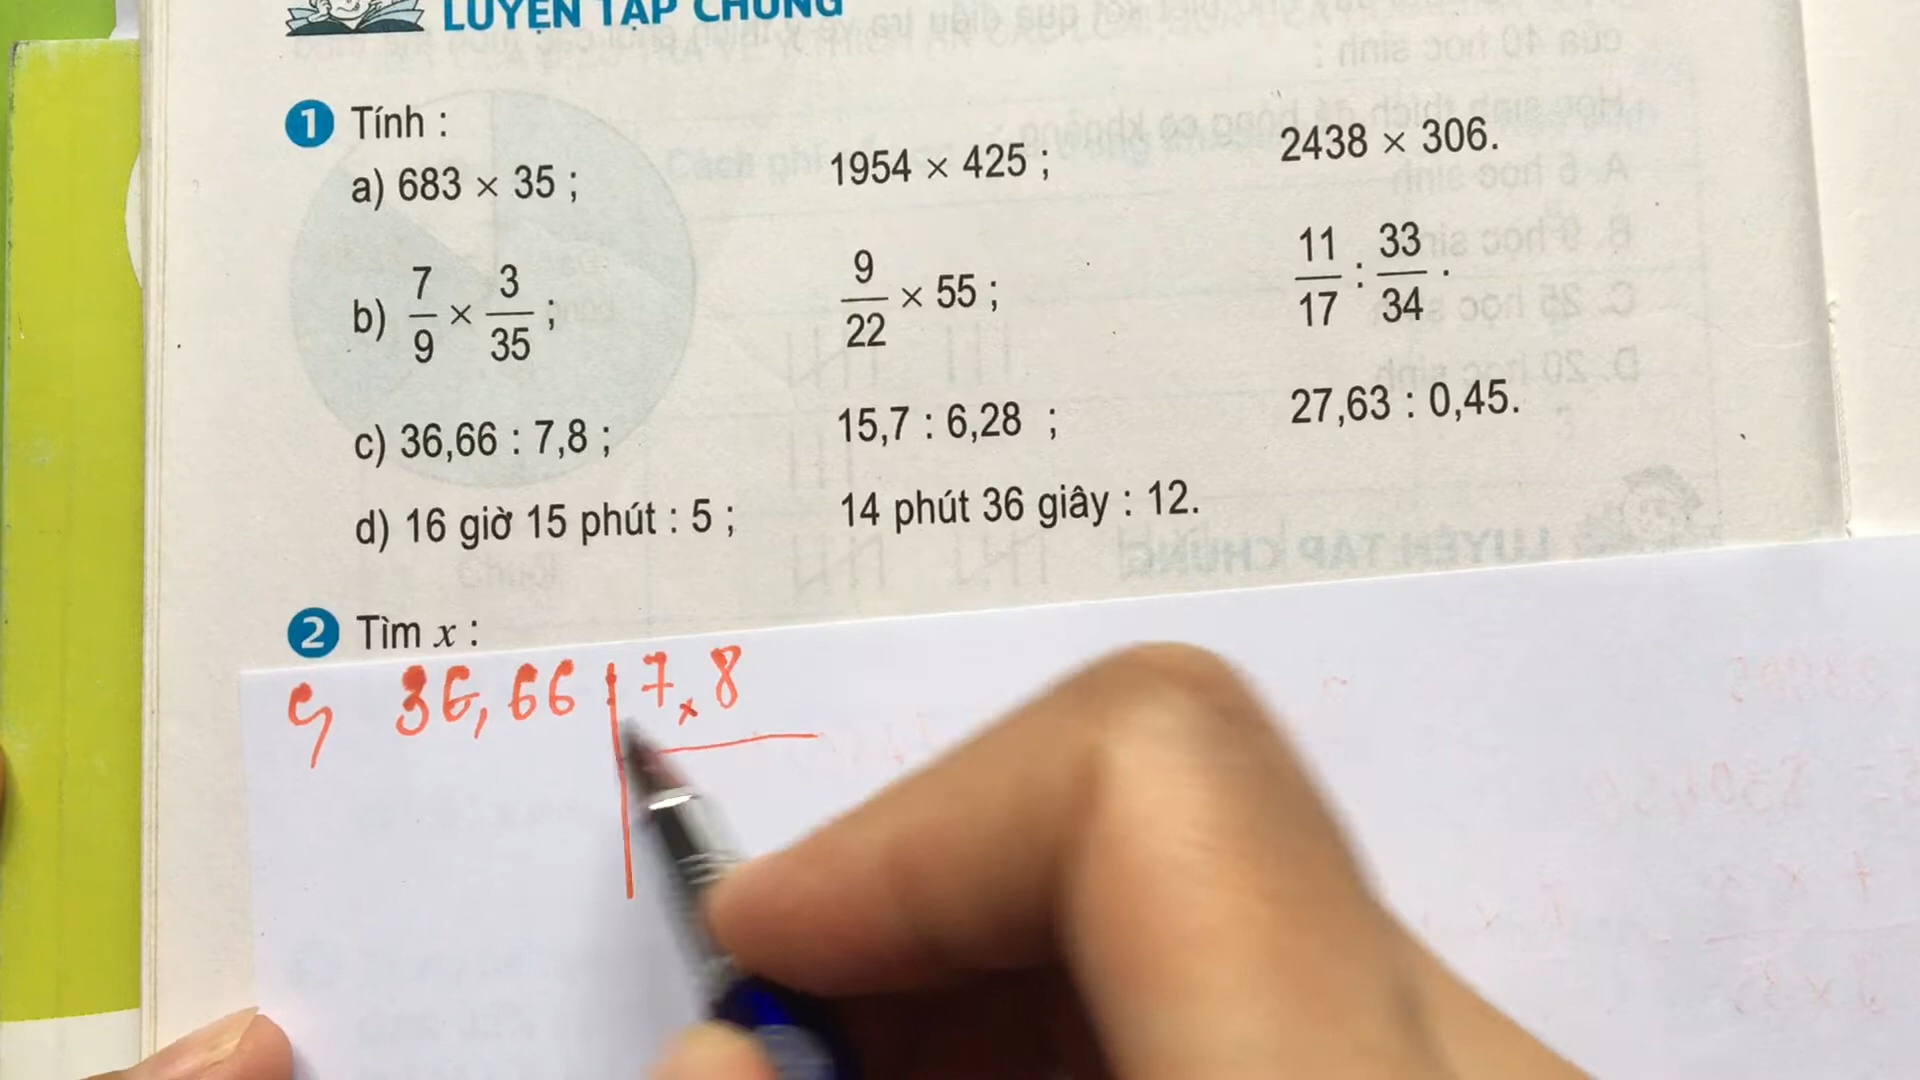 LUYỆN TẬP CHUNG
1 Tính :
a) 683 × 35 ; 1954 × 425 ; 2438 × 306.
b) 7/9 × 3/35 ; 9/22 × 55 ; 11/17 : 33/34 .
c) 36,66 : 7,8 ; 15,7 : 6,28 ; 27,63 : 0,45.
d) 16 giờ 15 phút : 5 ; 14 phút 36 giây : 12.
2 Tìm x :
c) 36,66 : 7,8